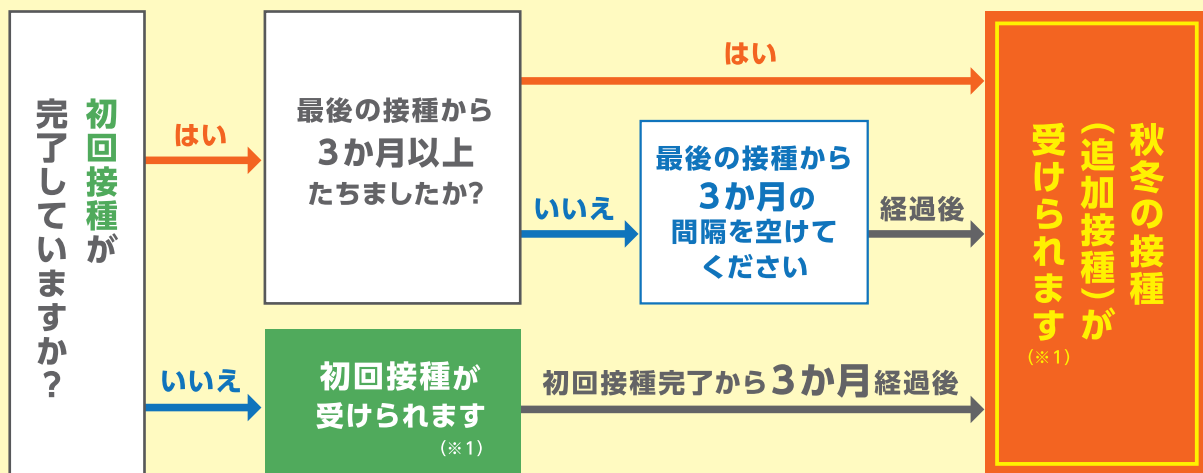 初回接種が
完了していますか？
はい
いいえ
最後の接種から
3か月以上
たちましたか？
はい
いいえ
最後の接種から
3か月の
間隔を空けて
ください
経過後
初回接種が
受けられます
（※1）
初回接種完了から3か月経過後
秋冬の接種
（追加接種）が
受けられます
（※1）